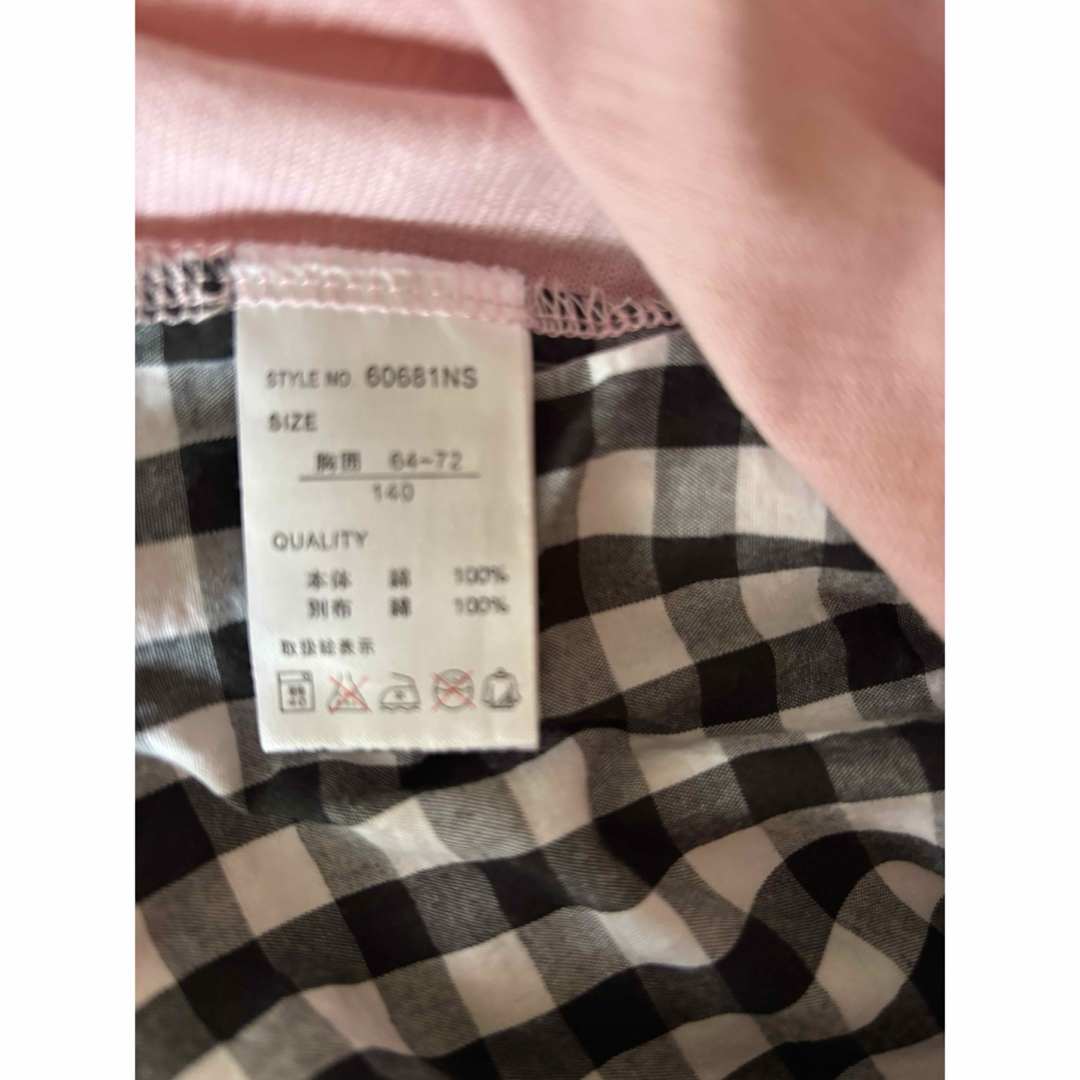 STYLE NO. 60681NS
SIZE
胸囲 64~72
140
QUALITY
本体 綿 100%
別布 綿 100%
取扱絵表示